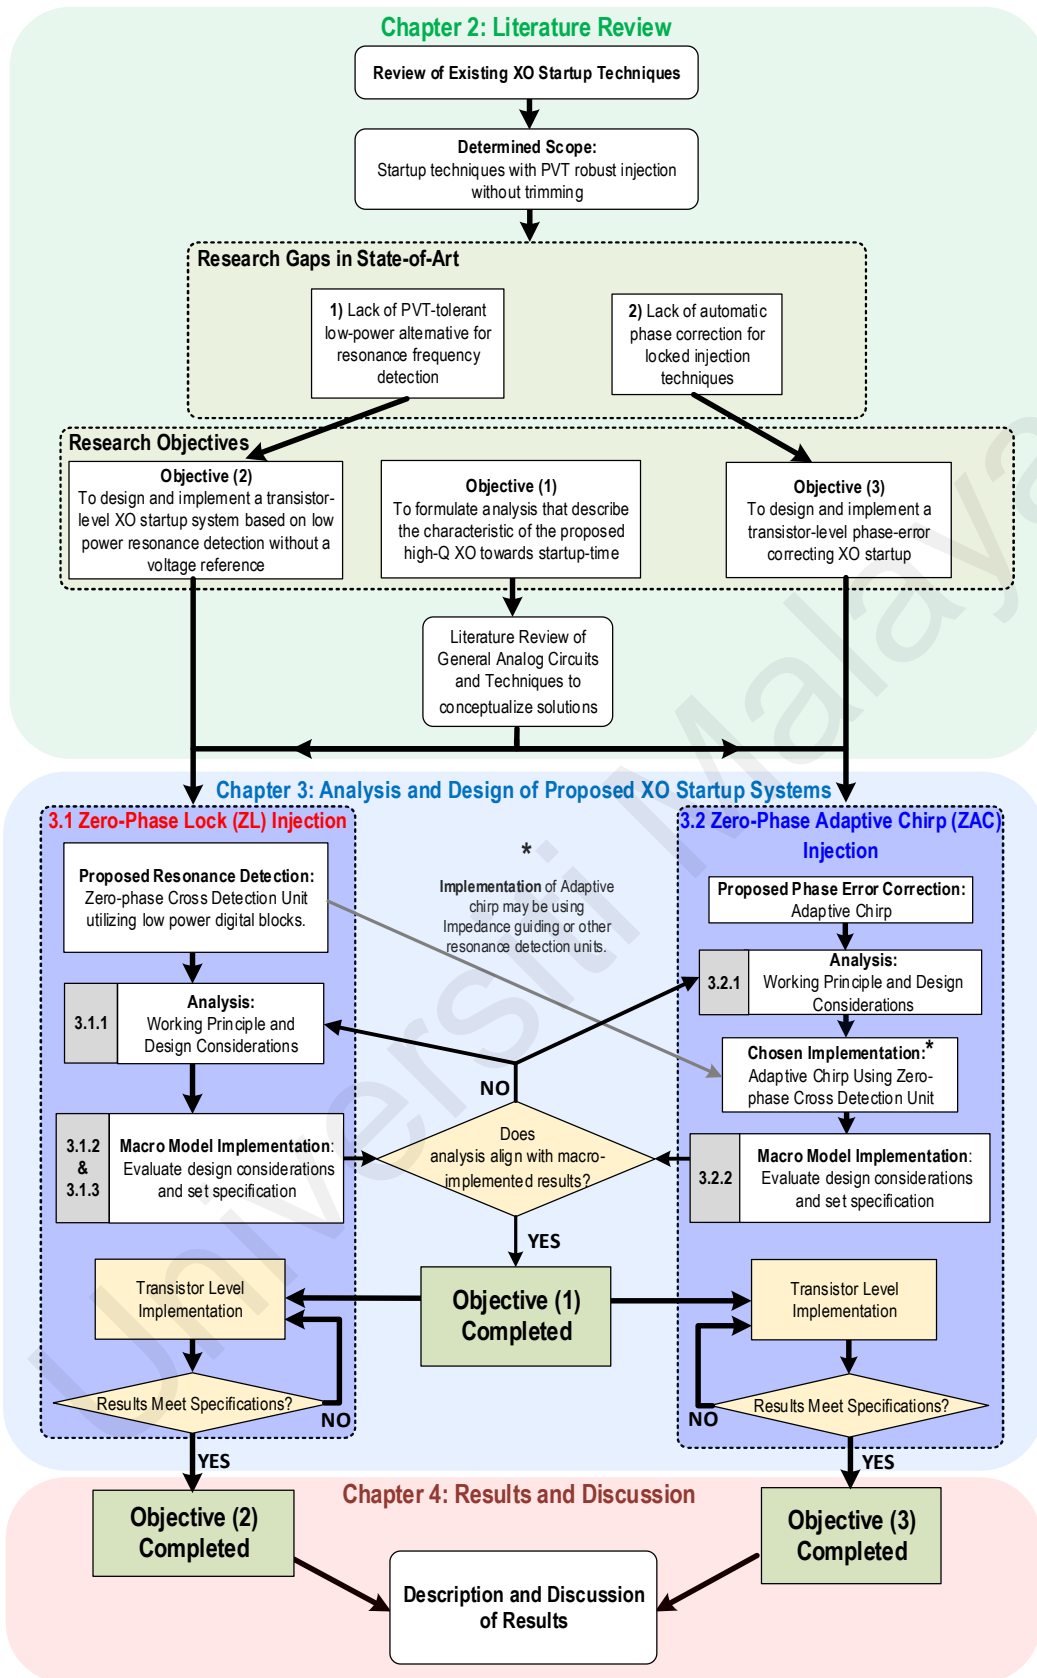 Chapter 2: Literature Review
Review of Existing XO Startup Techniques
Determined Scope:
Startup techniques with PVT robust injection
without trimming
Research Gaps in State-of-Art
1) Lack of PVT-tolerant
low-power alternative for
resonance frequency
detection
2) Lack of automatic
phase correction for
locked injection
techniques
Research Objectives
Objective (2)
To design and implement a transistor-
level XO startup system based on low
power resonance detection without a
voltage reference
Objective (1)
To formulate analysis that describe
the characteristic of the proposed
high-Q XO towards startup-time
Objective (3)
To design and implement a
transistor-level phase-error
correcting XO startup
Literature Review of
General Analog Circuits
and Techniques to
conceptualize solutions
Chapter 3: Analysis and Design of Proposed XO Startup Systems
3.1 Zero-Phase Lock (ZL) Injection
Proposed Resonance Detection:
Zero-phase Cross Detection Unit
utilizing low power digital blocks.
3.1.1
Analysis:
Working Principle and
Design Considerations
3.1.2
&
3.1.3
Macro Model Implementation:
Evaluate design considerations
and set specification
Transistor Level
Implementation
Results Meet Specifications?
NO
YES
*
Implementation of Adaptive
chirp may be using
Impedance guiding or other
resonance detection units.
NO
Does
analysis align with macro-
implemented results?
YES
Objective (1)
Completed
3.2 Zero-Phase Adaptive Chirp (ZAC)
Injection
Proposed Phase Error Correction:
Adaptive Chirp
3.2.1
Analysis:
Working Principle and Design
Considerations
Chosen Implementation:*
Adaptive Chirp Using Zero-
phase Cross Detection Unit
3.2.2
Macro Model Implementation:
Evaluate design considerations
and set specification
Transistor Level
Implementation
Results Meet Specifications?
NO
YES
Chapter 4: Results and Discussion
Objective (2)
Completed
Objective (3)
Completed
Description and Discussion
of Results
Universiti Malaya